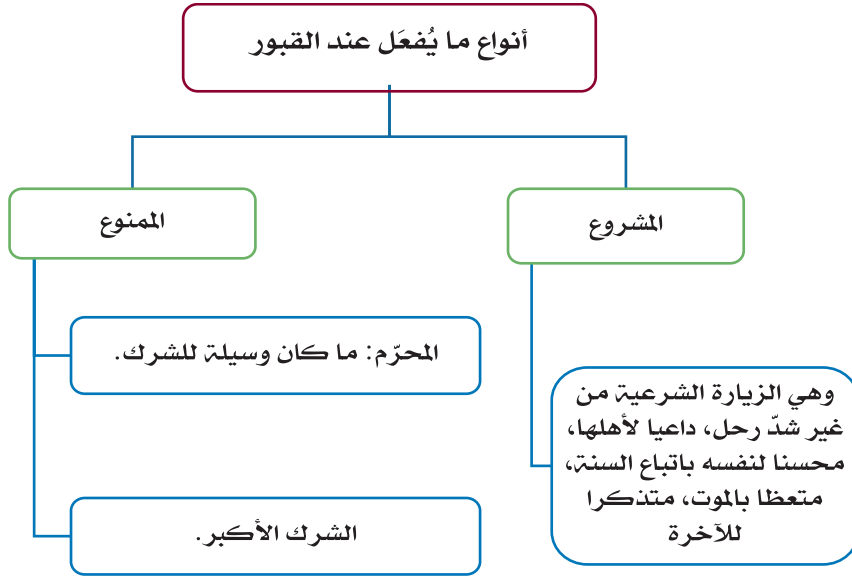 أنواع ما يُفعَل عند القبور
المشروع
وهي الزيارة الشرعية من
غير شدّ رحل، داعيا لأهلها،
محسنا لنفسه باتباع السنة،
متعظا بالموت، متذكرا
للآخرة
الممنوع
المحرّم: ما كان وسيلة للشرك.
الشرك الأكبر.